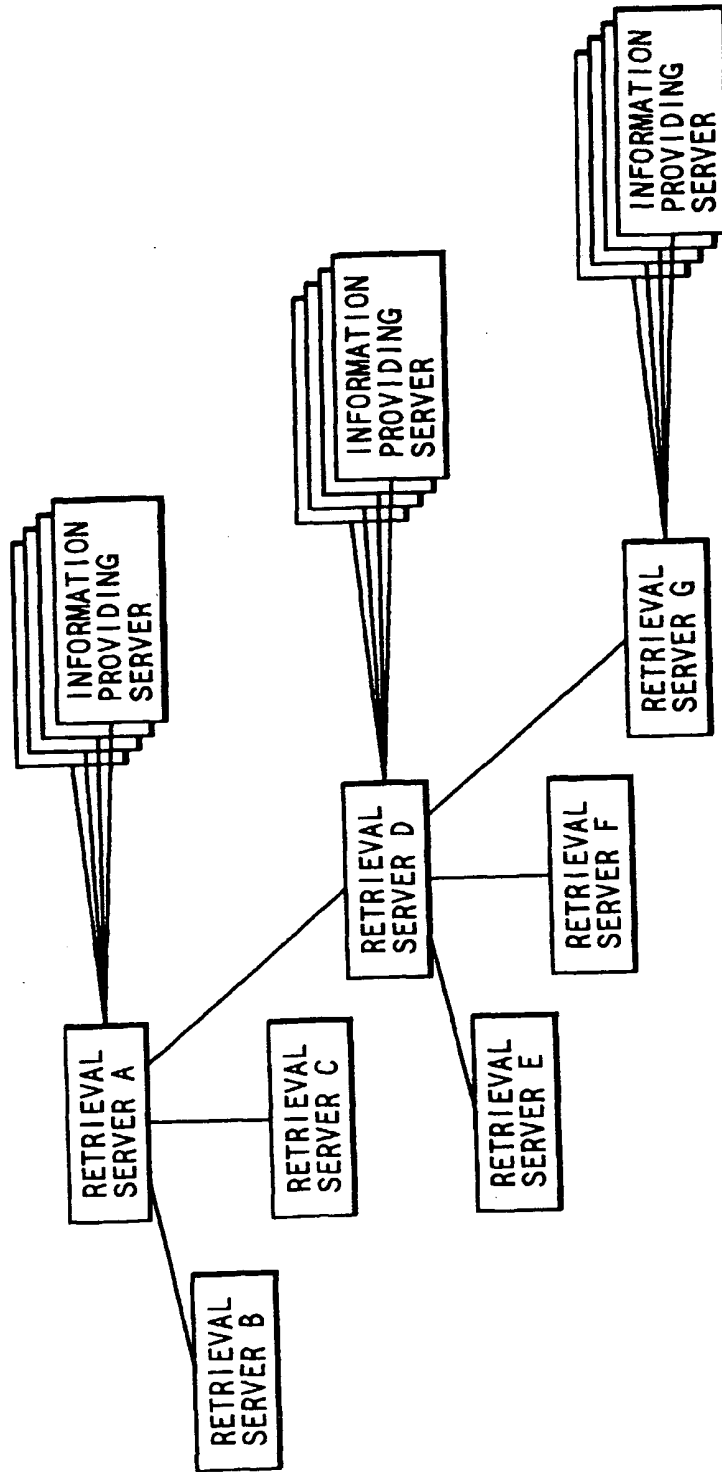 RETRIEVAL
SERVER A
INFORMATION
PROVIDING
SERVER
RETRIEVAL
SERVER B
RETRIEVAL
SERVER C
RETRIEVAL
SERVER D
INFORMATION
PROVIDING
SERVER
RETRIEVAL
SERVER E
RETRIEVAL
SERVER F
RETRIEVAL
SERVER G
INFORMATION
PROVIDING
SERVER